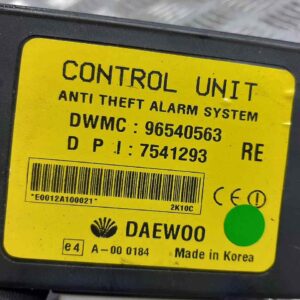 CONTROL UNIT
ANTI THEFT ALARM SYSTEM
DWMC : 96540563
D P I : 7541293 RE
"E0012A100021" 2K10C CE
DAEWOO
e4 A-00 0184 Made in Korea